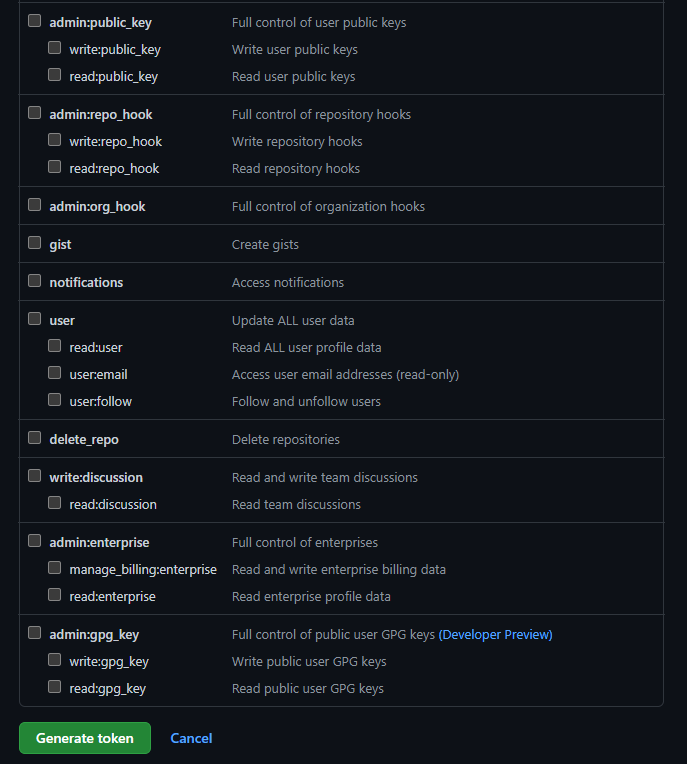 admin:public_key Full control of user public keys
write:public_key Write user public keys
read:public_key Read user public keys
admin:repo_hook Full control of repository hooks
write:repo_hook Write repository hooks
read:repo_hook Read repository hooks
admin:org_hook Full control of organization hooks
gist Create gists
notifications Access notifications
user Update ALL user data
read:user Read ALL user profile data
user:email Access user email addresses (read-only)
user:follow Follow and unfollow users
delete_repo Delete repositories
write:discussion Read and write team discussions
read:discussion Read team discussions
admin:enterprise Full control of enterprises
manage_billing:enterprise Read and write enterprise billing data
read:enterprise Read enterprise profile data
admin:gpg_key Full control of public user GPG keys (Developer Preview)
write:gpg_key Write public user GPG keys
read:gpg_key Read public user GPG keys
Generate token Cancel